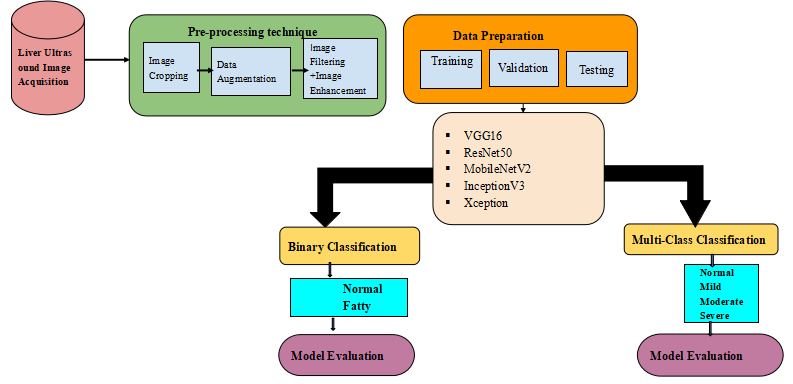 Liver Ultras
ound Image
Acquisition
Pre-processing technique
Image
Cropping
Data
Augmentation
Image
Filtering
+Image
Enhancement
Data Preparation
Training
Validation
Testing
▪ VGG16
▪ ResNet50
▪ MobileNetV2
▪ InceptionV3
▪ Xception
Binary Classification
Normal
Fatty
Model Evaluation
Multi-Class Classification
Normal
Mild
Moderate
Severe
Model Evaluation